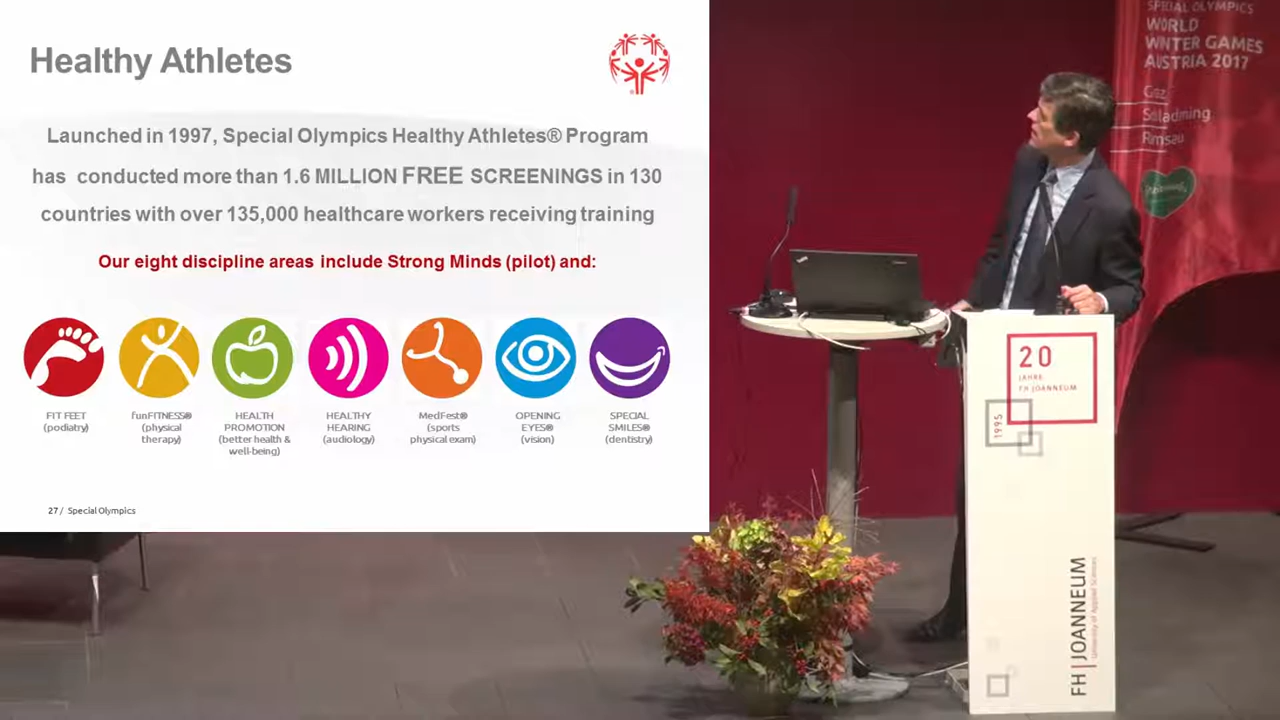 Healthy Athletes
Launched in 1997, Special Olympics Healthy Athletes® Program
has conducted more than 1.6 MILLION FREE SCREENINGS in 130
countries with over 135,000 healthcare workers receiving training
Our eight discipline areas include Strong Minds (pilot) and:
FIT FEET
(podiatry)
funFITNESS®
(physical
therapy)
HEALTH
PROMOTION
(better health &
well-being)
HEALTHY
HEARING
(audiology)
MedFest®
(sports
physical exam)
OPENING
EYES®
(vision)
SPECIAL
SMILES®
(dentistry)
27 / Special Olympics
SPECIAL OLYMPICS
WORLD
WINTER GAMES
AUSTRIA 2017
Graz
Schladming
Ramsau
20
JAHRE
FH JOANNEUM
1995
FH | JOANNEUM
University of Applied Sciences